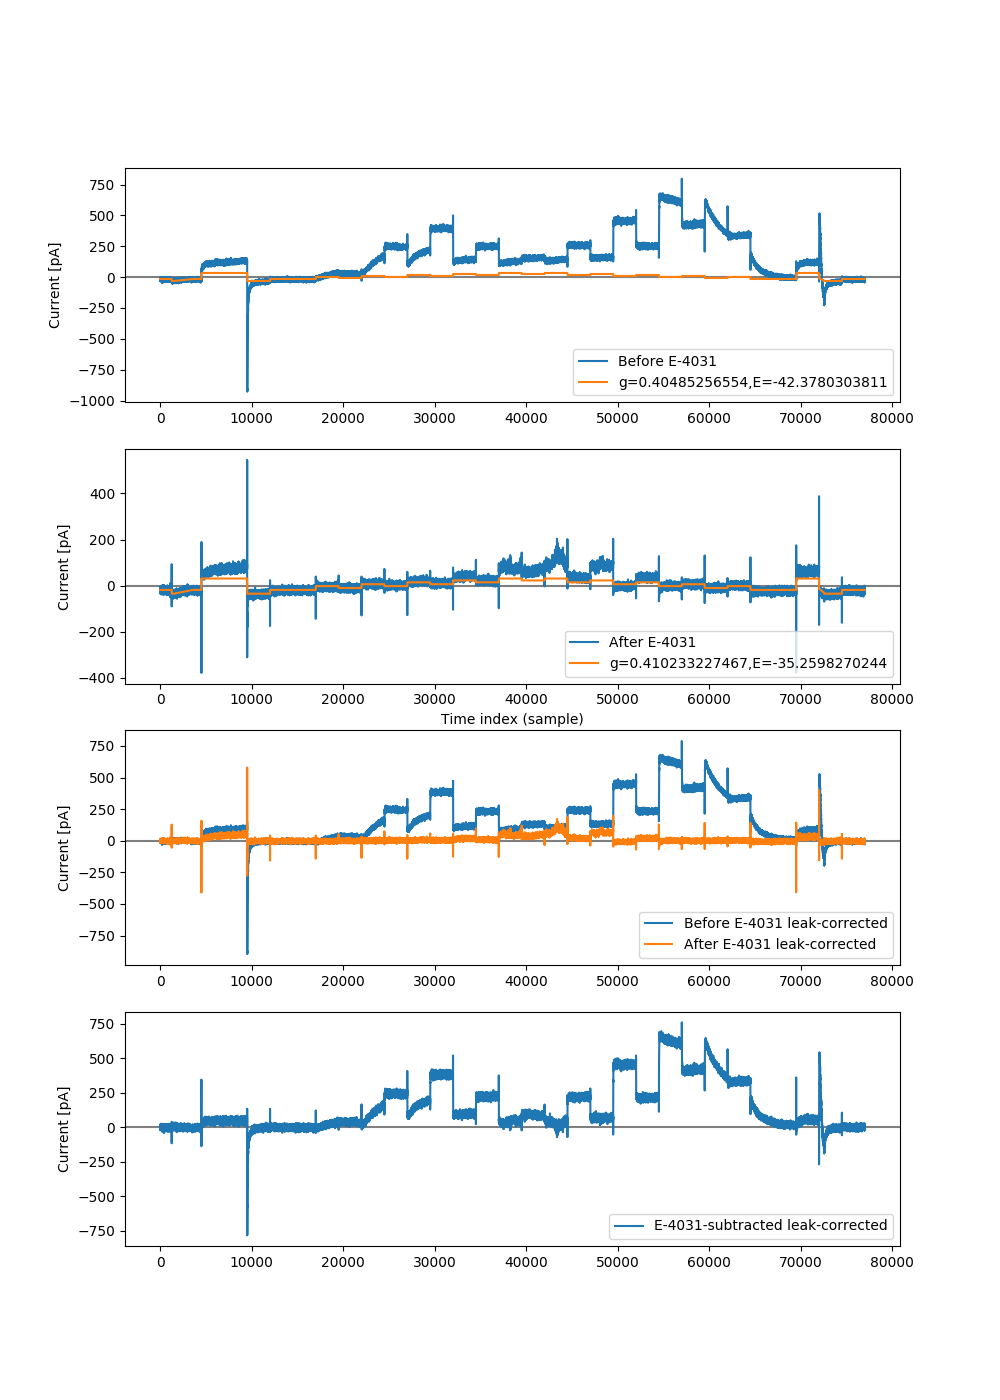 750
500
250
0
−250
−500
−750
−1000
Current [pA]
Before E-4031
g=0.40485256554,E=-42.3780303811
0 10000 20000 30000 40000 50000 60000 70000 80000
400
200
0
−200
−400
Current [pA]
After E-4031
g=0.410233227467,E=-35.2598270244
0 10000 20000 30000 40000 50000 60000 70000 80000
Time index (sample)
750
500
250
0
−250
−500
−750
Current [pA]
Before E-4031 leak-corrected
After E-4031 leak-corrected
0 10000 20000 30000 40000 50000 60000 70000 80000
750
500
250
0
−250
−500
−750
Current [pA]
E-4031-subtracted leak-corrected
0 10000 20000 30000 40000 50000 60000 70000 80000